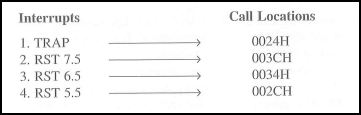 Interrupts Call Locations
1. TRAP 0024H
2. RST 7.5 003CH
3. RST 6.5 0034H
4. RST 5.5 002CH